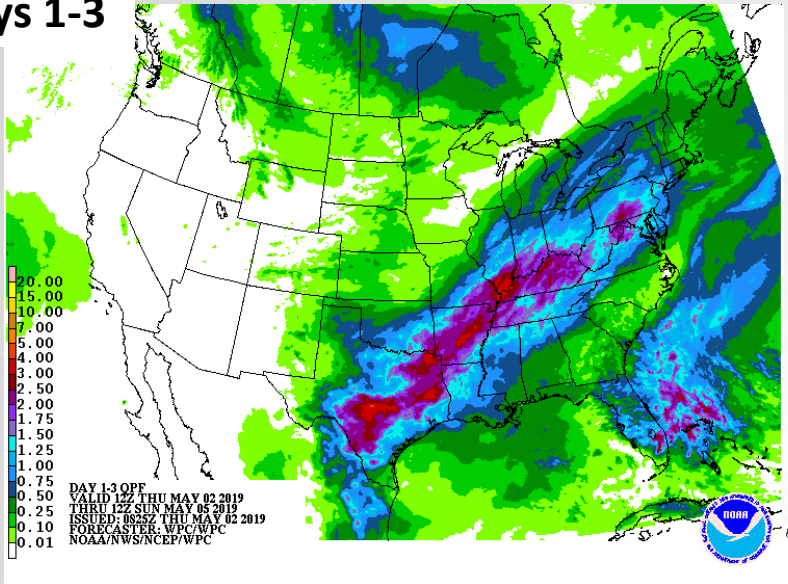 ys 1-3
20.00
15.00
10.00
7.00
5.00
4.00
3.00
2.50
2.00
1.75
1.50
1.25
1.00
0.75
0.50
0.25
0.10
0.01
DAY 1-3 QPF
VALID 12Z THU MAY 02 2019
THRU 12Z SUN MAY 05 2019
ISSUED: 0825Z THU MAY 02 2019
FORECASTER: WPC/WPC
NOAA/NWS/NCEP/WPC
NOAA